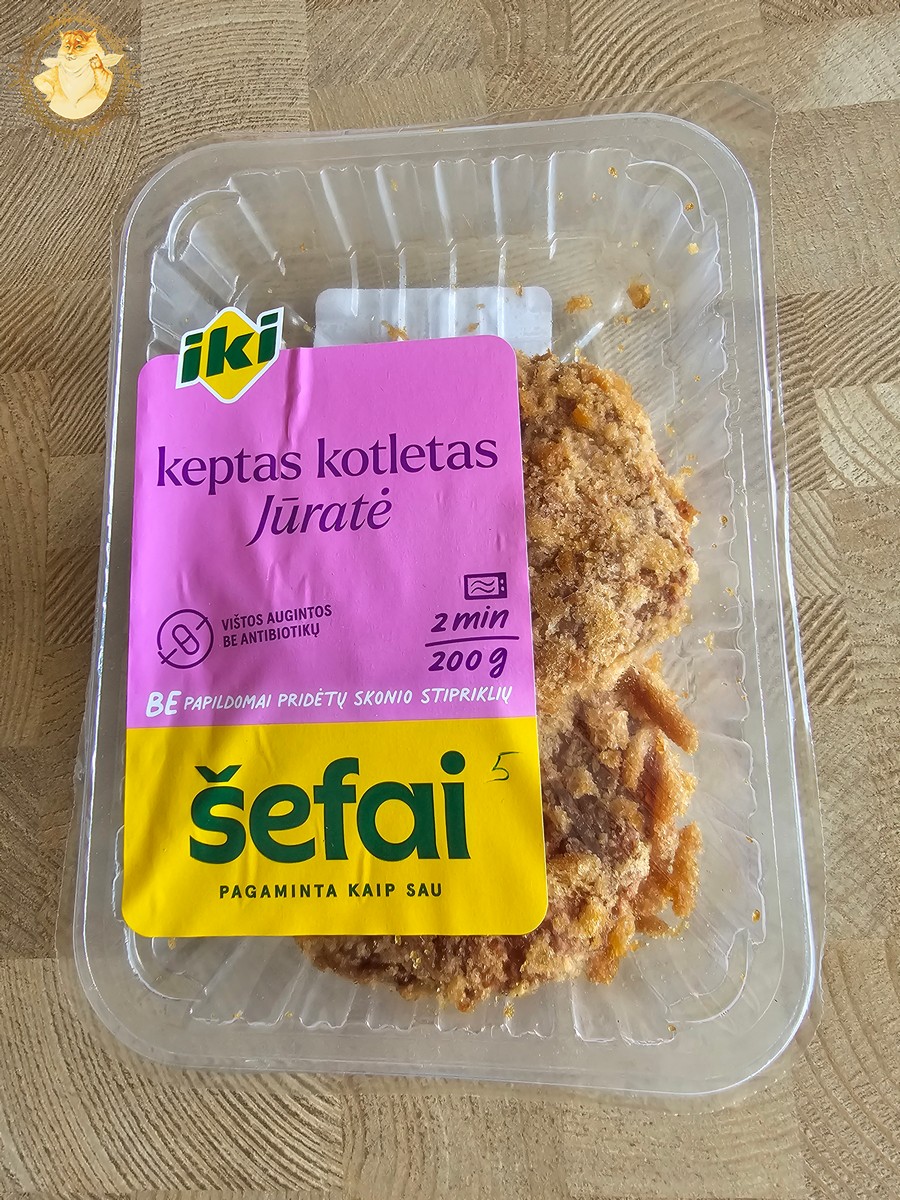 iki
keptas kotletas
Jūratė
VIŠTOS AUGINTOS
BE ANTIBIOTIKŲ
2 min
200 g
BE PAPILDOMAI PRIDĖTŲ SKONIO STIPRIKLIŲ
šefai
5
PAGAMINTA KAIP SAU